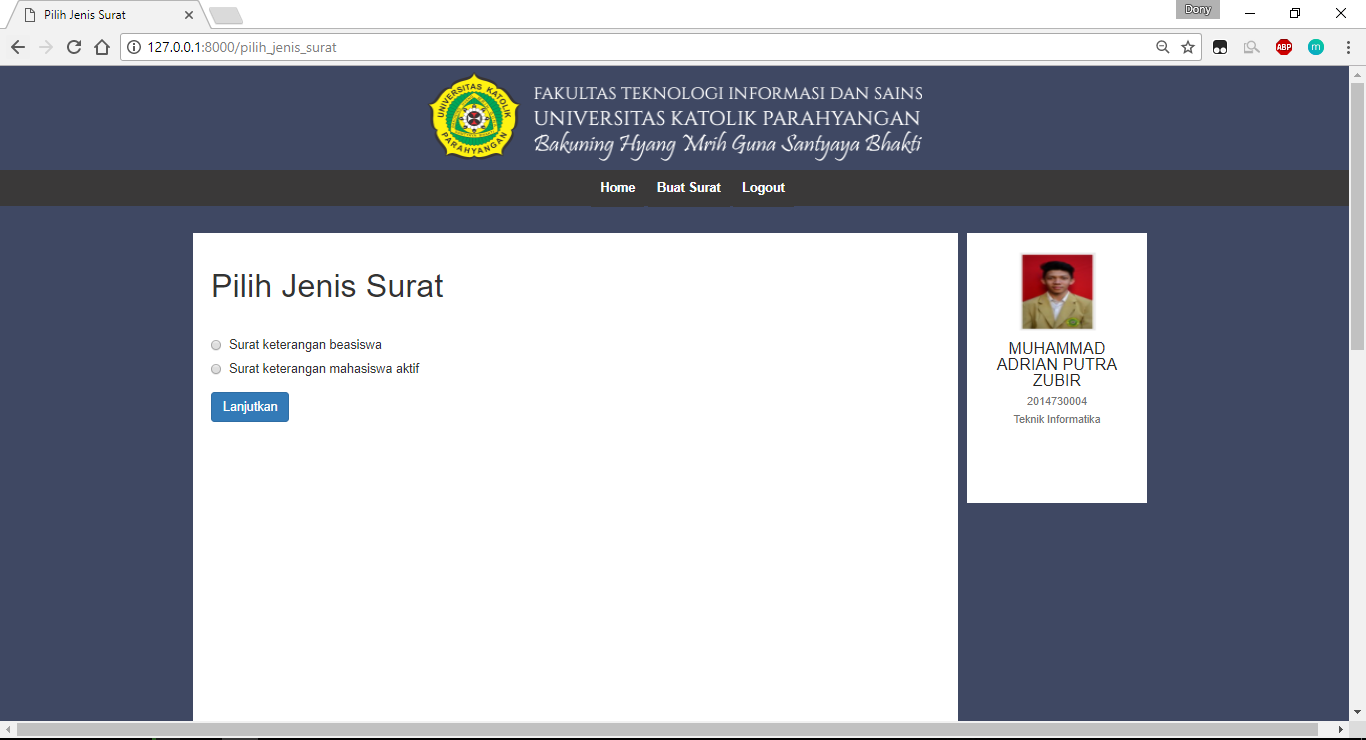 Pilih Jenis Surat
Dony
127.0.0.1:8000/pilih_jenis_surat
ABP
m
UNIVERSITAS KATOLIK
PARAHYANGAN
FAKULTAS TEKNOLOGI INFORMASI DAN SAINS
UNIVERSITAS KATOLIK PARAHYANGAN
Bakuning Hyang Mrih Guna Santyaya Bhakti
Home Buat Surat Logout
Pilih Jenis Surat
Surat keterangan beasiswa
Surat keterangan mahasiswa aktif
Lanjutkan
MUHAMMAD
ADRIAN PUTRA
ZUBIR
2014730004
Teknik Informatika